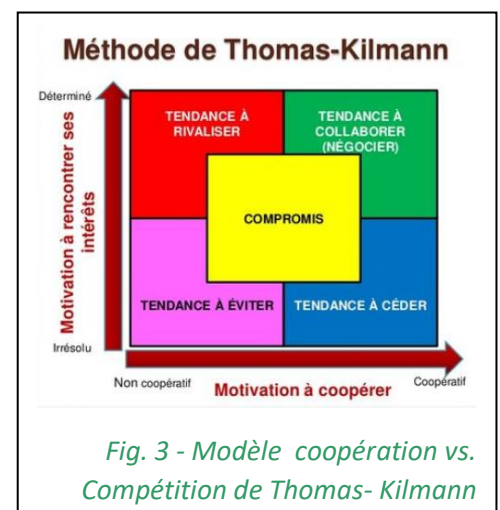 Méthode de Thomas-Kilmann
Déterminé
Motivation à rencontrer ses
intérêts
Irrésolu
TENDANCE À
RIVALISER
TENDANCE À
COLLABORER
(NÉGOCIER)
COMPROMIS
TENDANCE À ÉVITER
TENDANCE À CÉDER
Non coopératif
Motivation à coopérer
Coopératif
Fig. 3 - Modèle coopération vs.
Compétition de Thomas- Kilmann